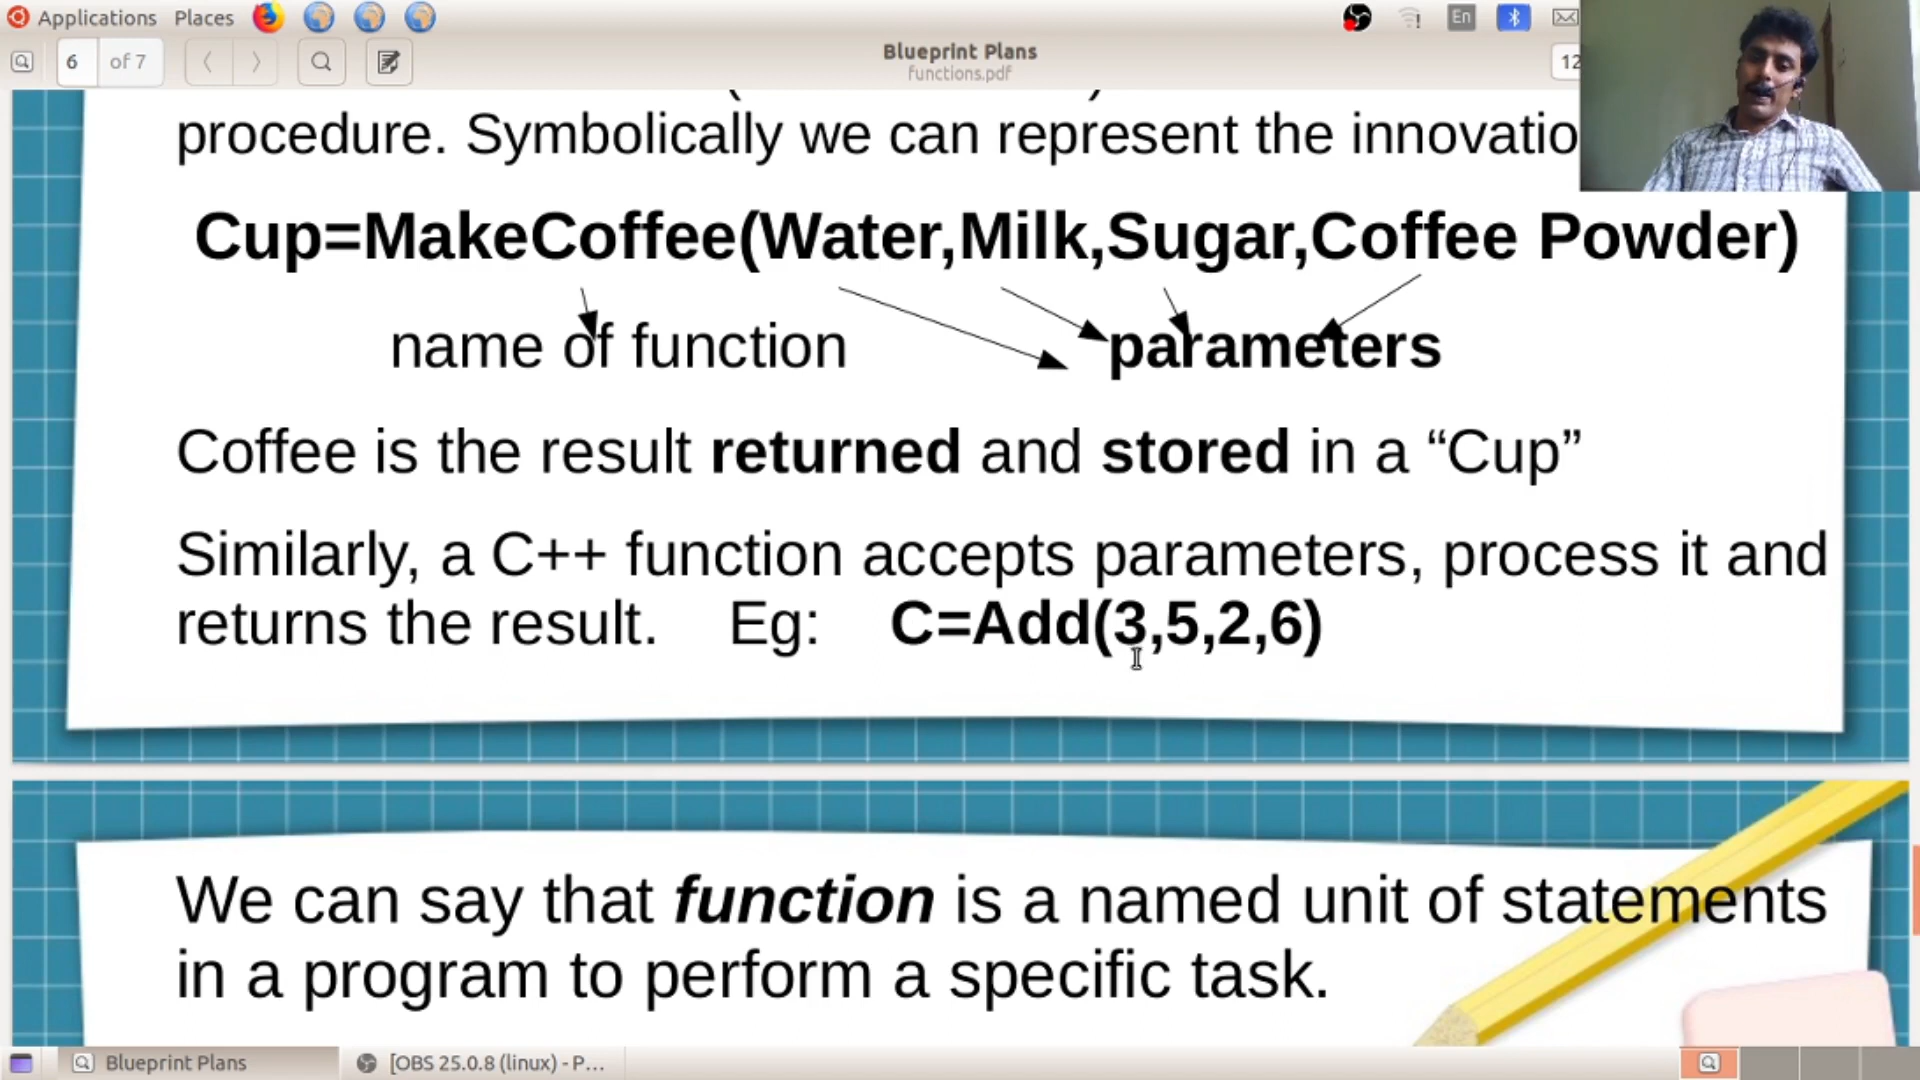 Applications Places En
6 of 7 Blueprint Plans 12
functions.pdf
procedure. Symbolically we can represent the innovatio
Cup=MakeCoffee(Water,Milk,Sugar,Coffee Powder)
name of function parameters
Coffee is the result returned and stored in a “Cup”
Similarly, a C++ function accepts parameters, process it and
returns the result. Eg: C=Add(3,5,2,6)
We can say that function is a named unit of statements
in a program to perform a specific task.
Blueprint Plans [OBS 25.0.8 (linux) - P...